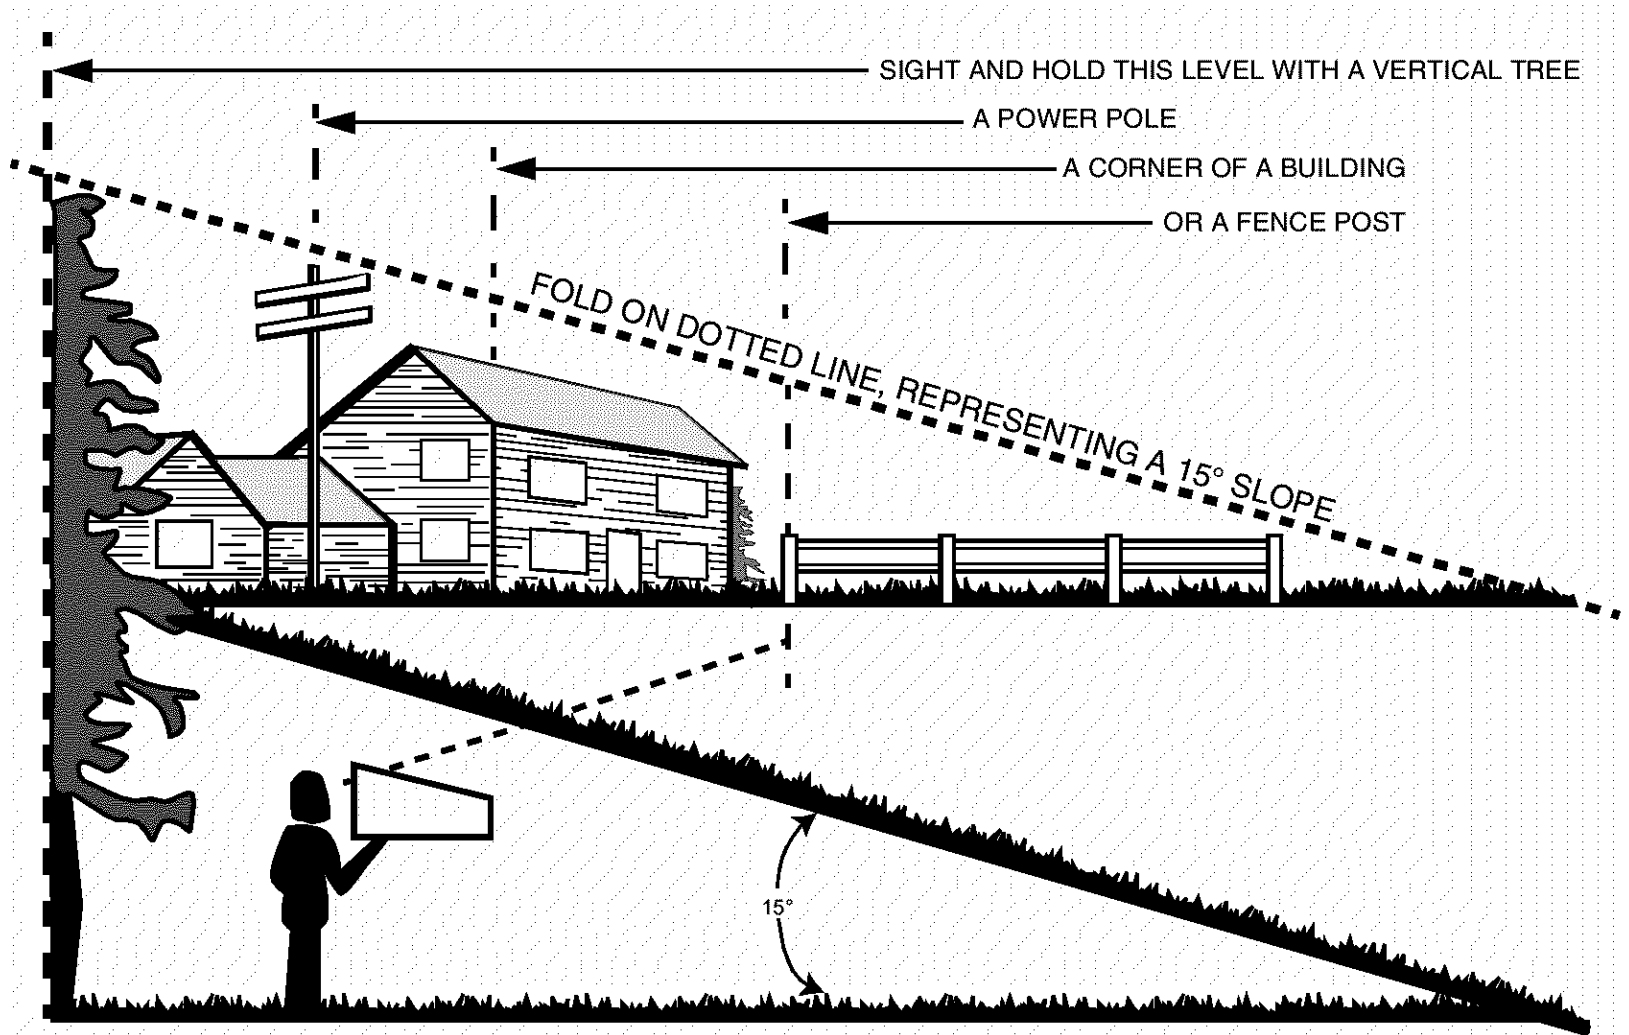 SIGHT AND HOLD THIS LEVEL WITH A VERTICAL TREE
A POWER POLE
A CORNER OF A BUILDING
OR A FENCE POST
FOLD ON DOTTED LINE, REPRESENTING A 15° SLOPE
15°